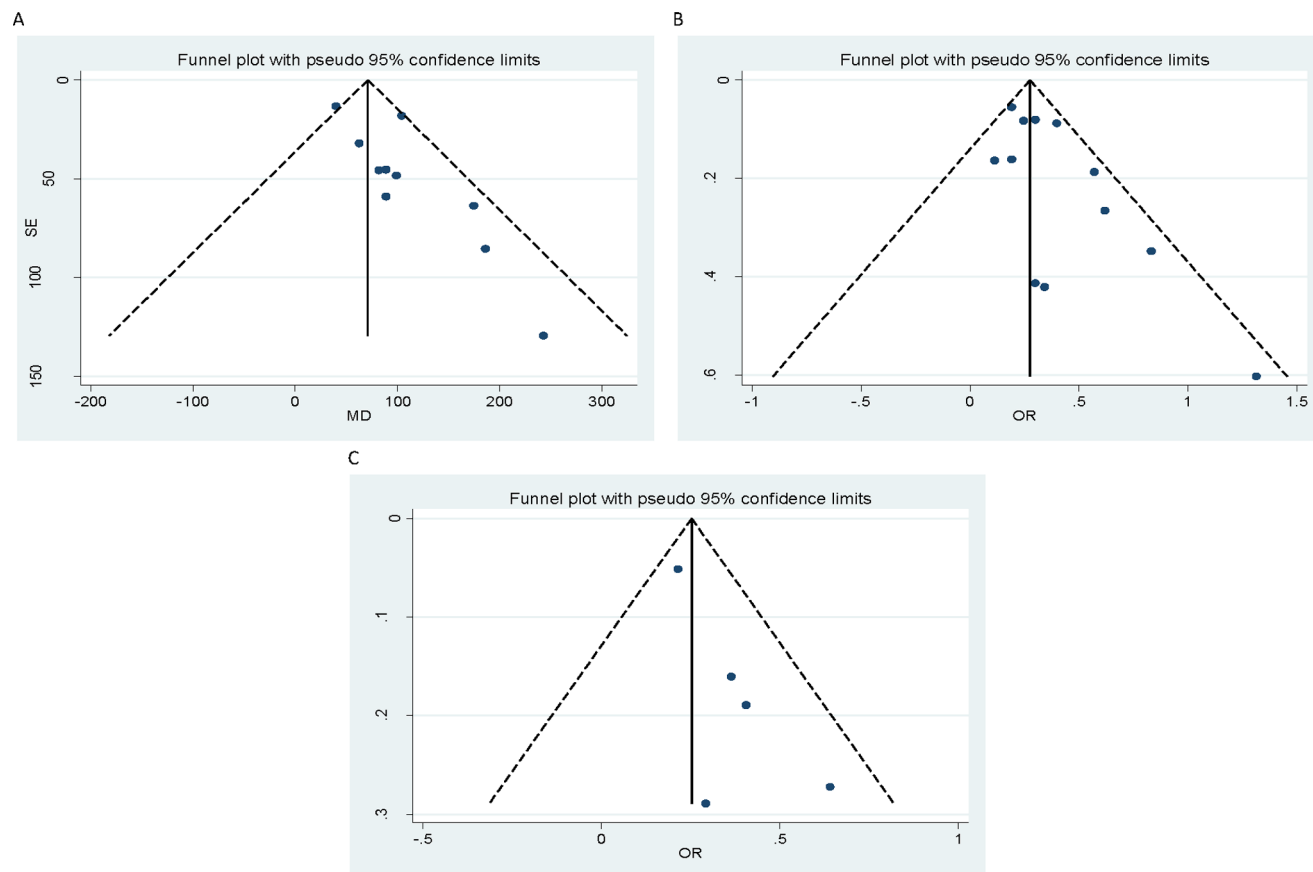 A
Funnel plot with pseudo 95% confidence limits
0
50
100
150
SE
-200 -100 0 100 200 300
MD
B
Funnel plot with pseudo 95% confidence limits
0
.2
.4
.6
-1 -.5 0 .5 1 1.5
OR
C
Funnel plot with pseudo 95% confidence limits
0
.1
.2
.3
-.5 0 .5 1
OR